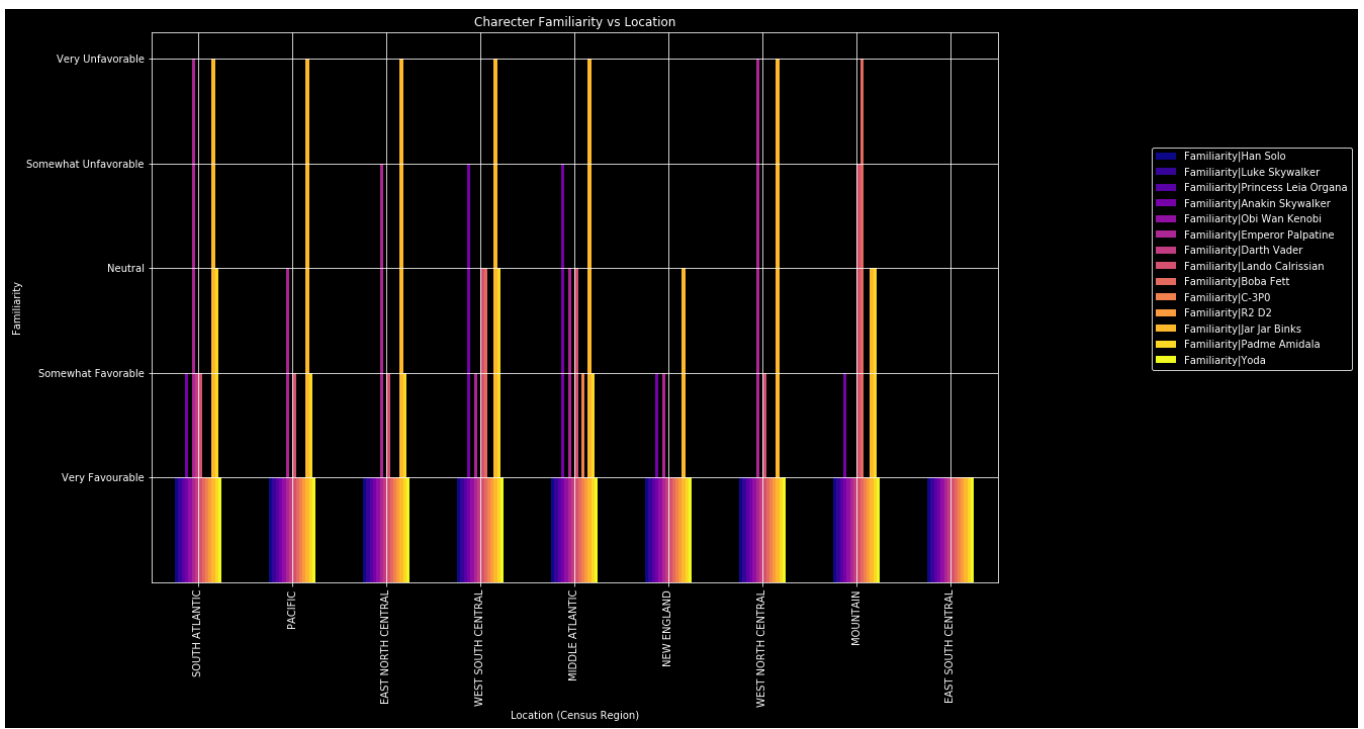 Charecter Familiarity vs Location
Very Unfavorable
Somewhat Unfavorable
Neutral
Somewhat Favorable
Very Favourable
Familiarity
SOUTH ATLANTIC
PACIFIC
EAST NORTH CENTRAL
WEST SOUTH CENTRAL
MIDDLE ATLANTIC
NEW ENGLAND
WEST NORTH CENTRAL
MOUNTAIN
EAST SOUTH CENTRAL
Location (Census Region)
Familiarity|Han Solo
Familiarity|Luke Skywalker
Familiarity|Princess Leia Organa
Familiarity|Anakin Skywalker
Familiarity|Obi Wan Kenobi
Familiarity|Emperor Palpatine
Familiarity|Darth Vader
Familiarity|Lando Calrissian
Familiarity|Boba Fett
Familiarity|C-3P0
Familiarity|R2 D2
Familiarity|Jar Jar Binks
Familiarity|Padme Amidala
Familiarity|Yoda